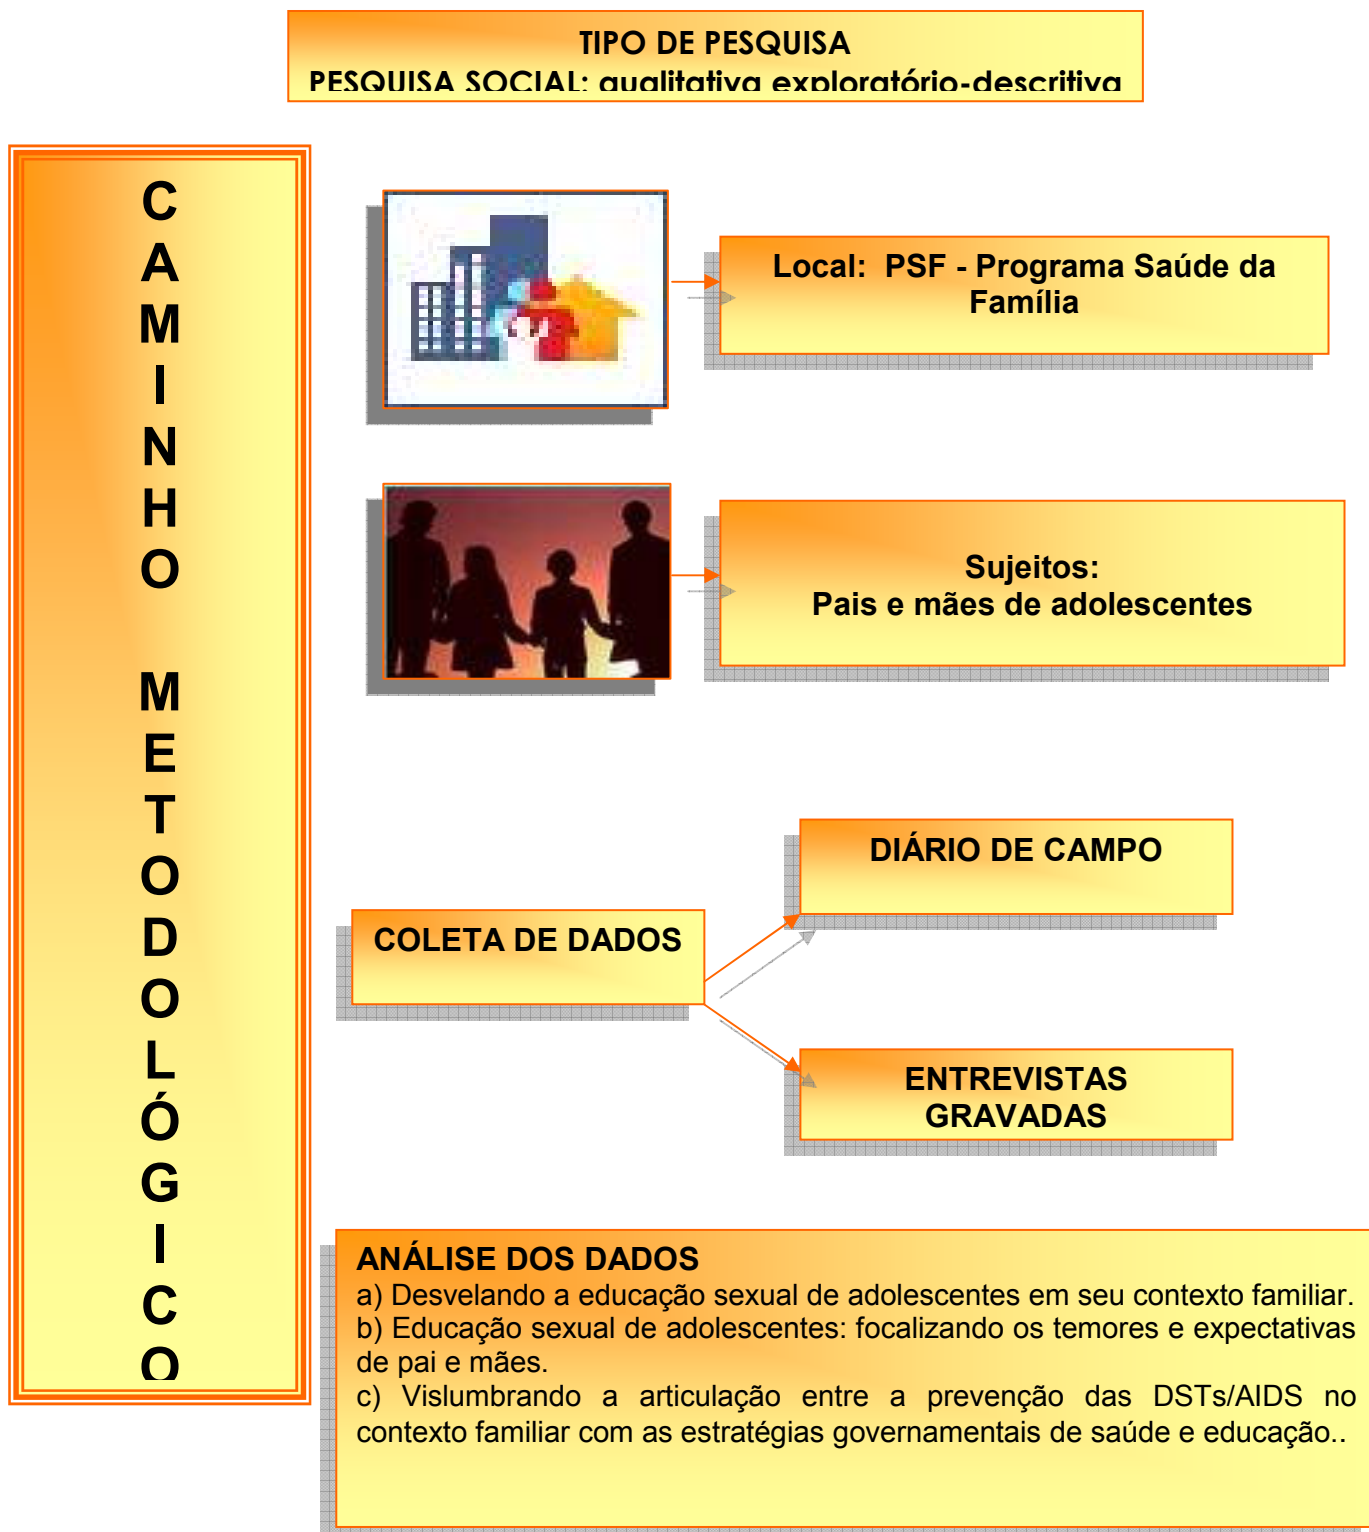 TIPO DE PESQUISA
PESQUISA SOCIAL: qualitativa exploratório-descritiva
CAMINHO METODOLÓGICO
Local: PSF - Programa Saúde da
Família
Sujeitos:
Pais e mães de adolescentes
COLETA DE DADOS
DIÁRIO DE CAMPO
ENTREVISTAS
GRAVADAS
ANÁLISE DOS DADOS
a) Desvelando a educação sexual de adolescentes em seu contexto familiar.
b) Educação sexual de adolescentes: focalizando os temores e expectativas
de pai e mães.
c) Vislumbrando a articulação entre a prevenção das DSTs/AIDS no
contexto familiar com as estratégias governamentais de saúde e educação..